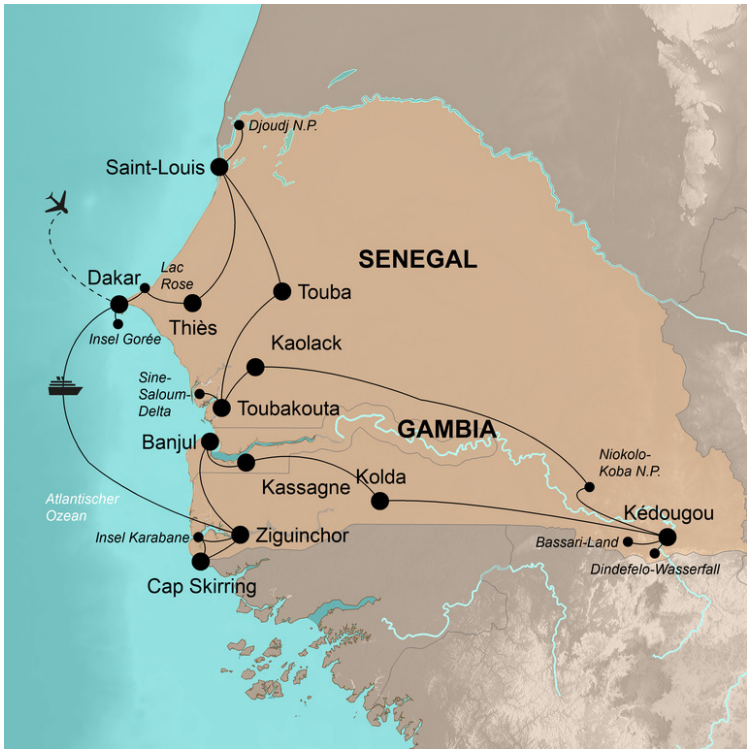 Djoudj N.P.
Saint-Louis
SENEGAL
Lac
Rose
Dakar
Touba
Thiès
Insel Gorée
Kaolack
Sine-
Saloum-
Delta
Toubakouta
GAMBIA
Banjul
Niokolo-
Koba N.P.
Kassagne
Kolda
Atlantischer
Ozean
Kédougou
Insel Karabane
Ziguinchor
Bassari-Land
Dindefelo-Wasserfall
Cap Skirring